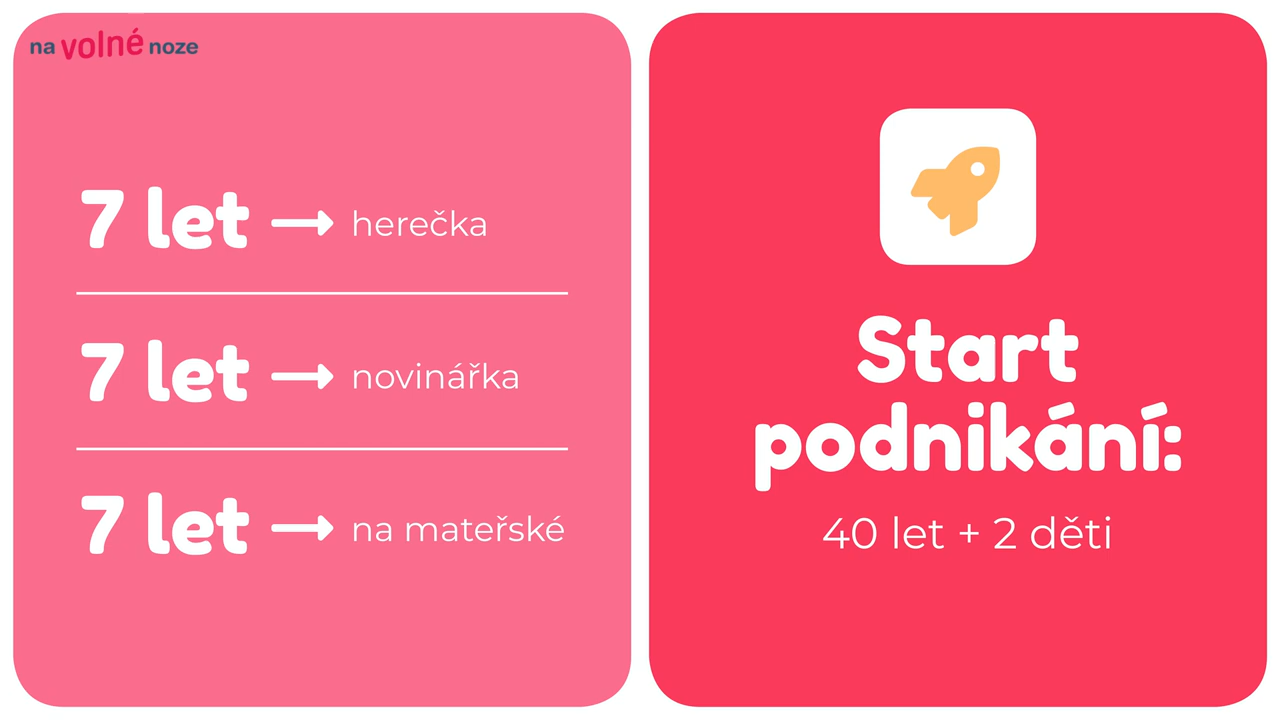 na volné noze
7 let → herečka
7 let → novinářka
7 let → na mateřské
Start
podnikání:
40 let + 2 děti